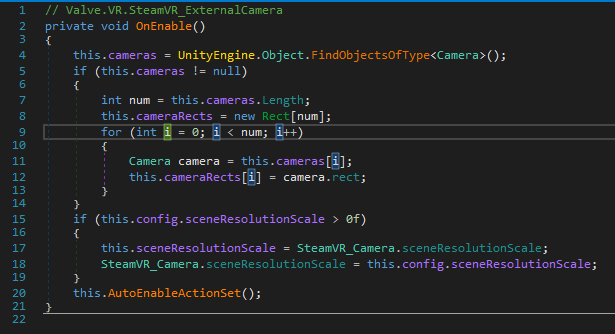 1 // Valve.VR.SteamVR_ExternalCamera
2 private void OnEnable()
3 {
4     this.cameras = UnityEngine.Object.FindObjectsOfType<Camera>();
5     if (this.cameras != null)
6     {
7         int num = this.cameras.Length;
8         this.cameraRects = new Rect[num];
9         for (int i = 0; i < num; i++)
10         {
11             Camera camera = this.cameras[i];
12             this.cameraRects[i] = camera.rect;
13         }
14     }
15     if (this.config.sceneResolutionScale > 0f)
16     {
17         this.sceneResolutionScale = SteamVR_Camera.sceneResolutionScale;
18         SteamVR_Camera.sceneResolutionScale = this.config.sceneResolutionScale;
19     }
20     this.AutoEnableActionSet();
21 }
22